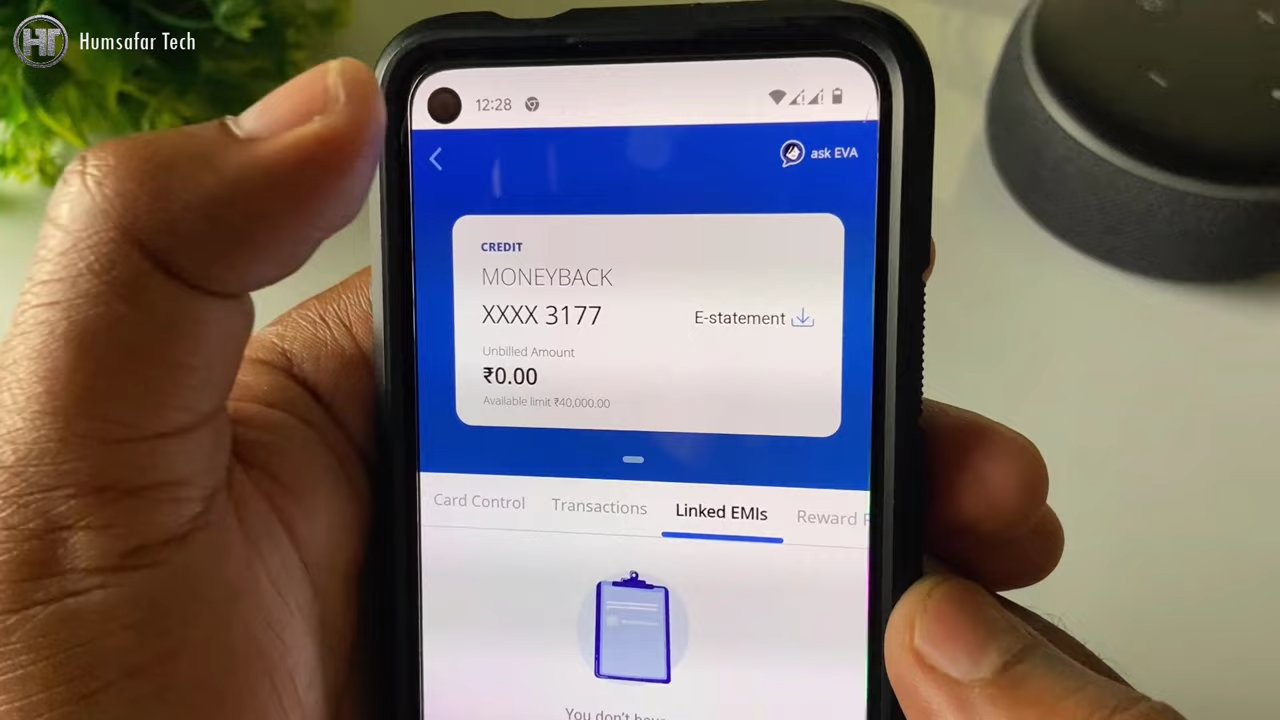 HT Humsafar Tech
12:28
ask EVA
CREDIT
MONEYBACK
XXXX 3177
E-statement
Unbilled Amount
₹0.00
Available limit ₹40,000.00
Card Control Transactions Linked EMIs Reward
You don't have